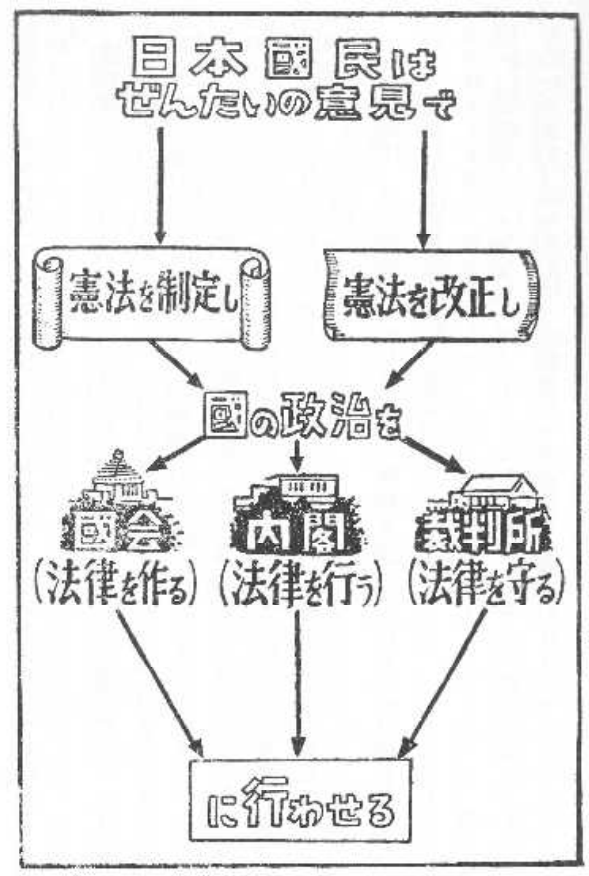 日本國民は
ぜんたいの意見で
憲法を制定し
憲法を改正し
國の政治を
國会
(法律を作る)
内閣
(法律を行う)
裁判所
(法律を守る)
に行わせる